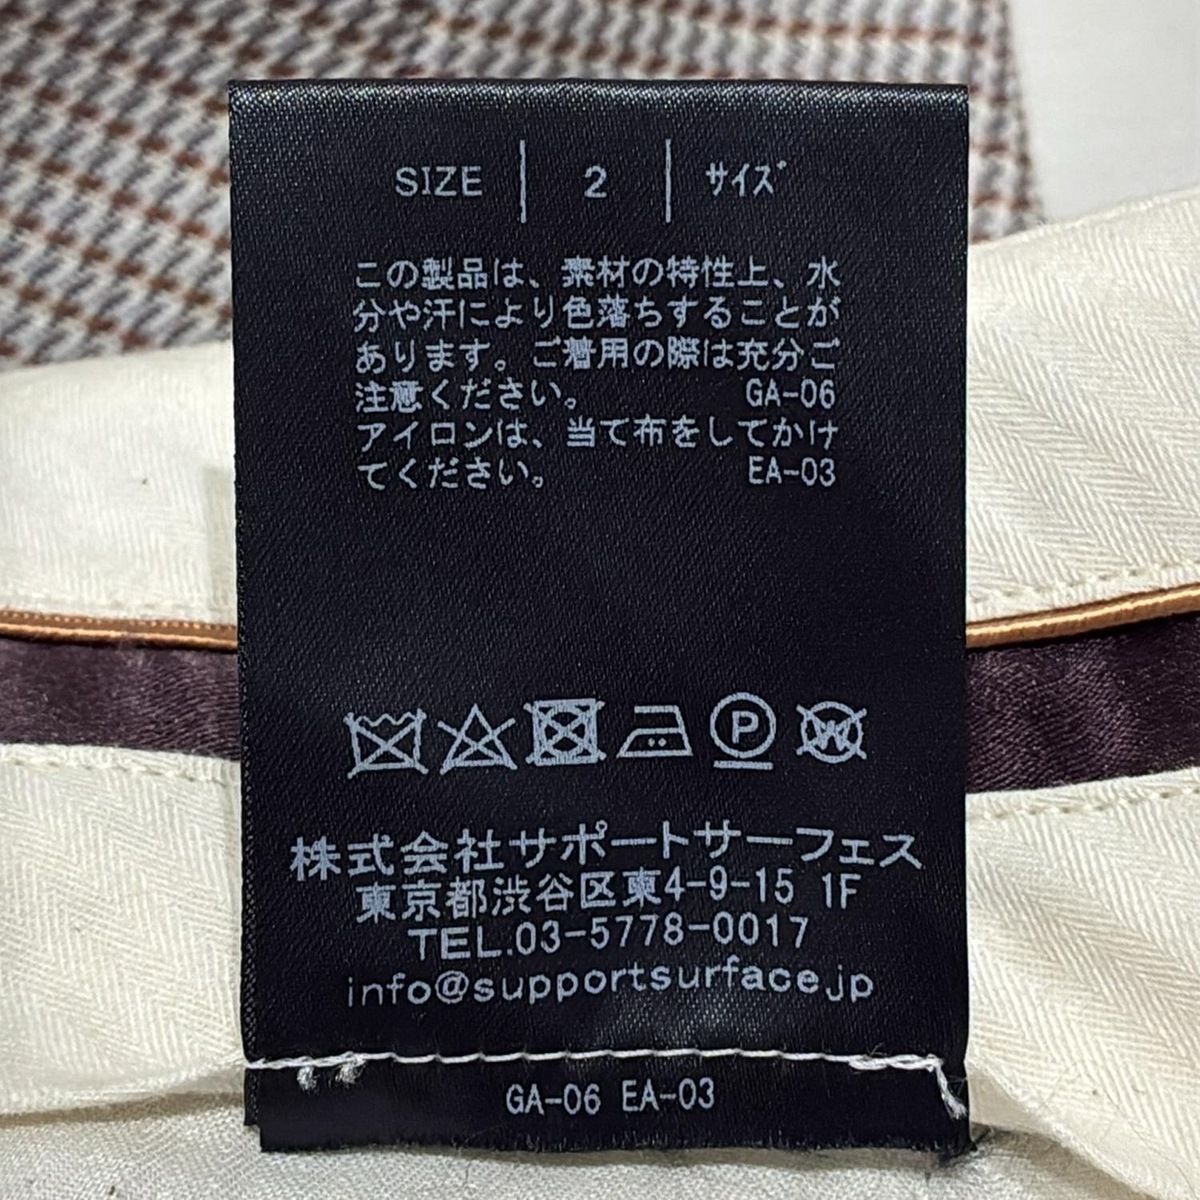 SIZE | 2 | サイズ
この製品は、素材の特性上、水
分や汗により色落ちすることが
あります。ご着用の際は充分ご
注意ください。 GA-06
アイロンは、当て布をしてかけ
てください。 EA-03
P W
株式会社サポートサーフェス
東京都渋谷区東4-9-15 1F
TEL.03-5778-0017
info@supportsurface.jp
GA-06 EA-03